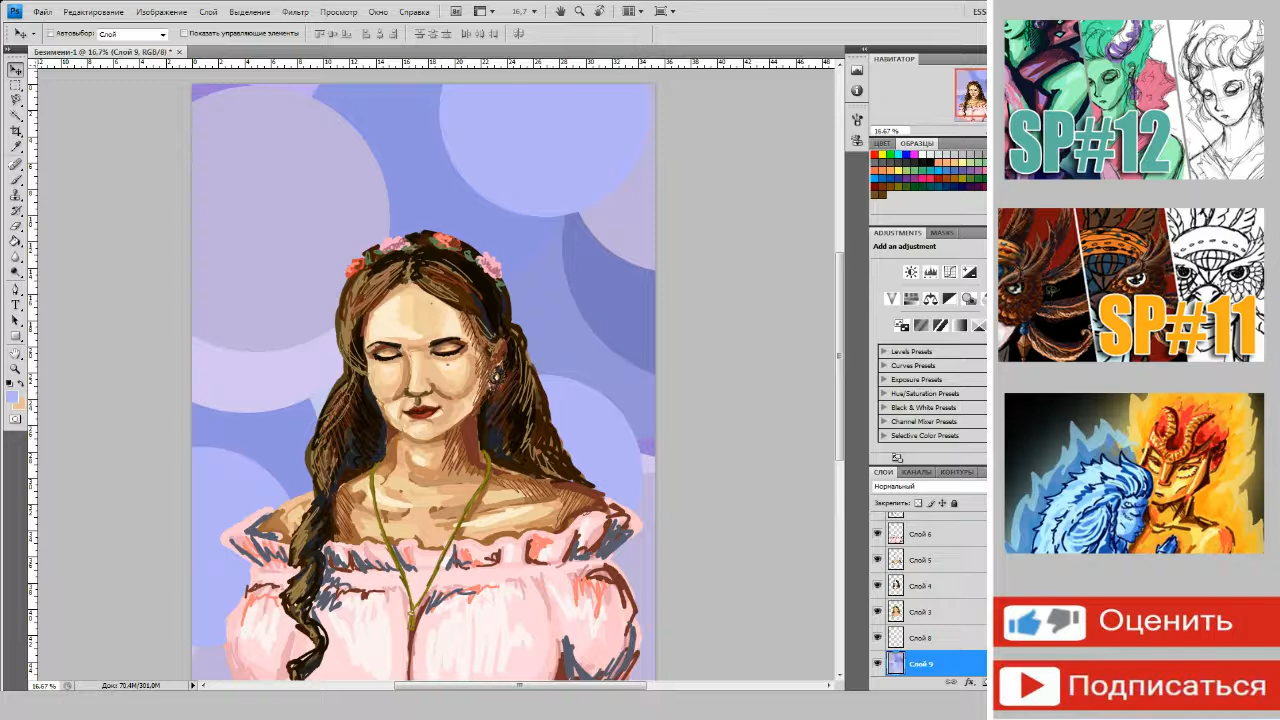 Ps
Файл Редактирование Изображение Слой Выделение Фильтр Просмотр Окно Справка
Br
16,7
ESS
Автовыбор: Слой
Показать управляющие элементы
Безимени-1 @ 16,7% (Слой 9, RGB/8) *
НАВИГАТОР
16.67 %
ЦВЕТ ОБРАЗЦЫ
ADJUSTMENTS MASKS
Add an adjustment
Levels Presets
Curves Presets
Exposure Presets
Hue/Saturation Presets
Black & White Presets
Channel Mixer Presets
Selective Color Presets
СЛОИ КАНАЛЫ КОНТУРЫ
Нормальный
Закрепить:
Слой 6
Слой 5
Слой 4
Слой 3
Слой 8
Слой 9
fx
16.67 %
Док: 70,4M/301,0M
SP#12
SP#11
Оценить
Подписаться